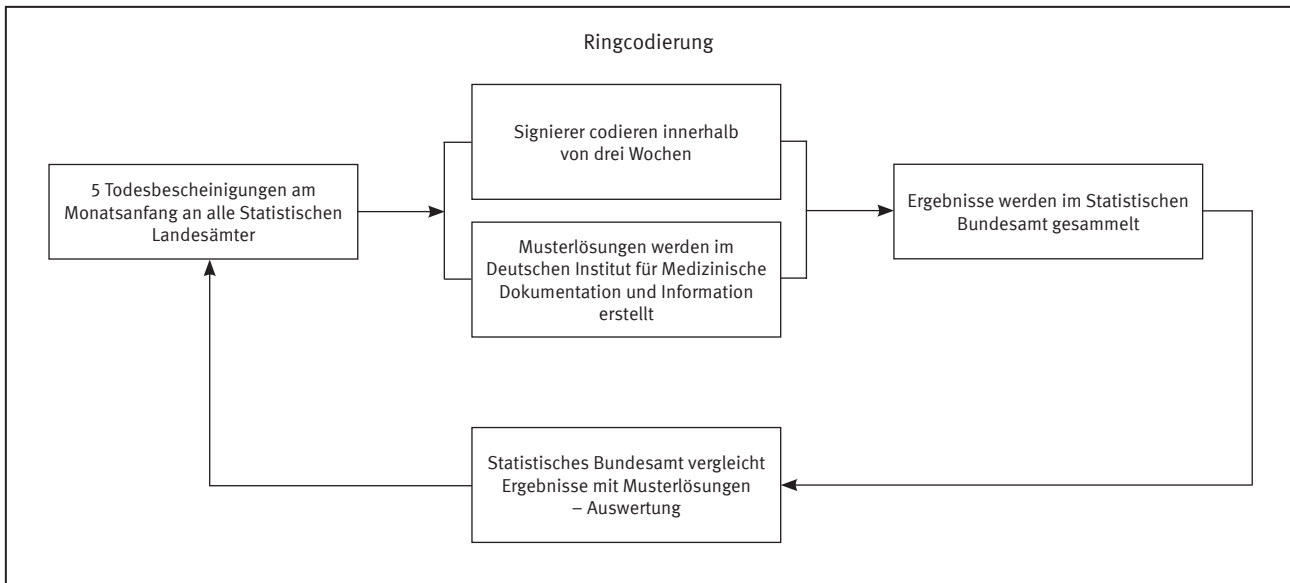 Ringcodierung
Signierer codieren innerhalb
von drei Wochen
5 Todesbescheinigungen am
Monatsanfang an alle Statistischen
Landesämter
Musterlösungen werden im
Deutschen Institut für Medizinische
Dokumentation und Information
erstellt
Ergebnisse werden im Statistischen
Bundesamt gesammelt
Statistisches Bundesamt vergleicht
Ergebnisse mit Musterlösungen
– Auswertung